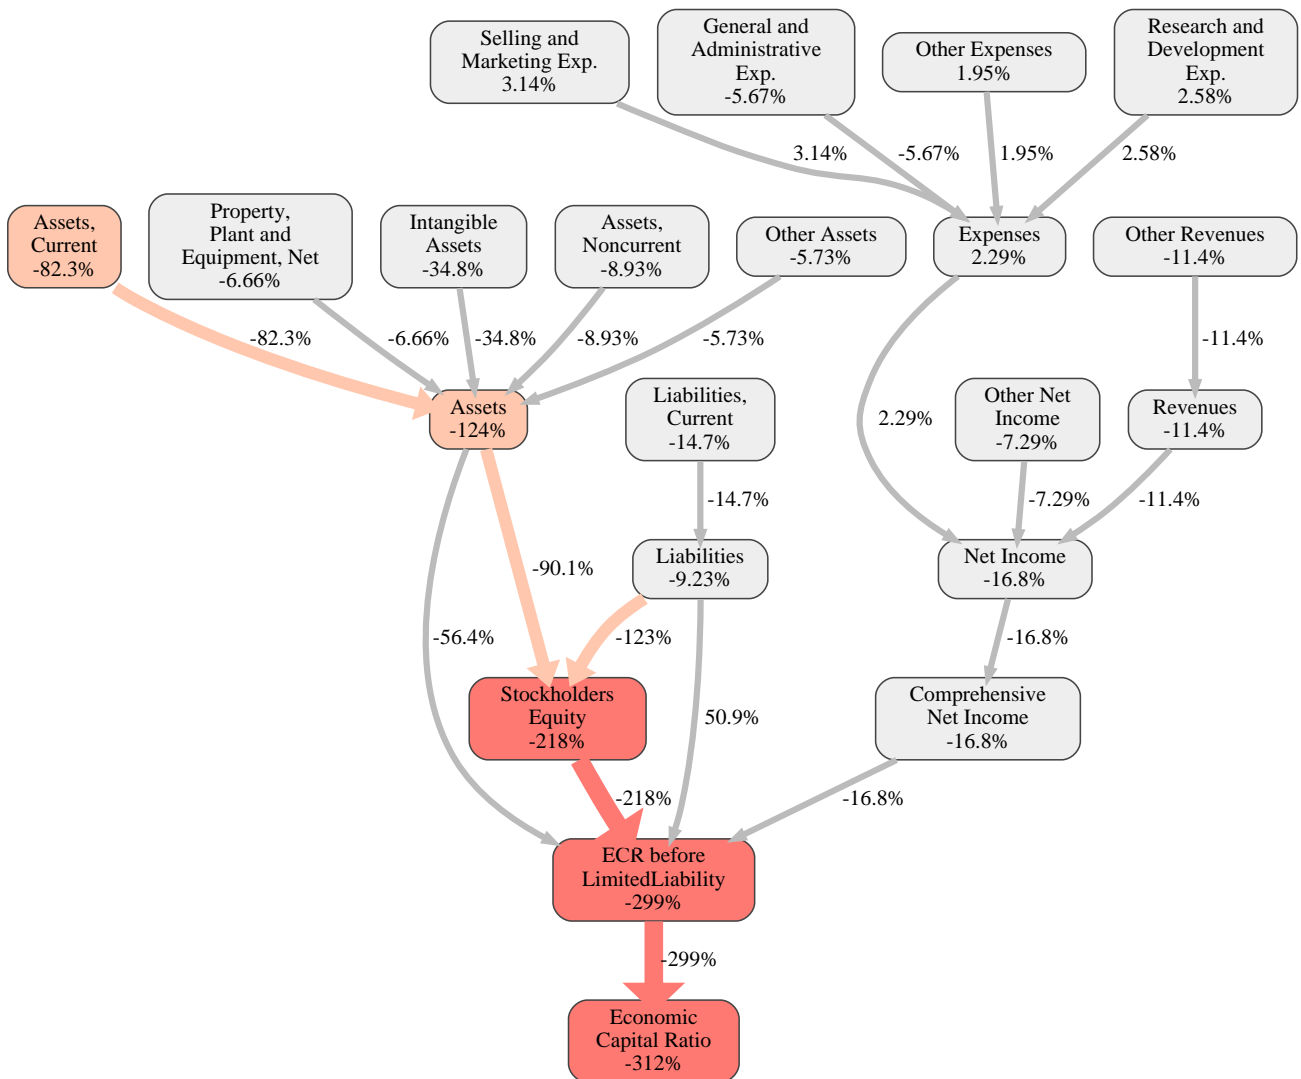 Selling and
Marketing Exp.
3.14%
General and
Administrative
Exp.
-5.67%
Other Expenses
1.95%
Research and
Development
Exp.
2.58%
3.14%
-5.67%
1.95%
2.58%
Assets,
Current
-82.3%
Property,
Plant and
Equipment, Net
-6.66%
Intangible
Assets
-34.8%
Assets,
Noncurrent
-8.93%
Other Assets
-5.73%
Expenses
2.29%
Other Revenues
-11.4%
-82.3%
-6.66%
-34.8%
-8.93%
-5.73%
-11.4%
Assets
-124%
Liabilities,
Current
-14.7%
2.29%
Other Net
Income
-7.29%
Revenues
-11.4%
-14.7%
-7.29%
-11.4%
-90.1%
Liabilities
-9.23%
Net Income
-16.8%
-56.4%
-123%
-16.8%
Stockholders
Equity
-218%
50.9%
Comprehensive
Net Income
-16.8%
-218%
-16.8%
ECR before
LimitedLiability
-299%
-299%
Economic
Capital Ratio
-312%